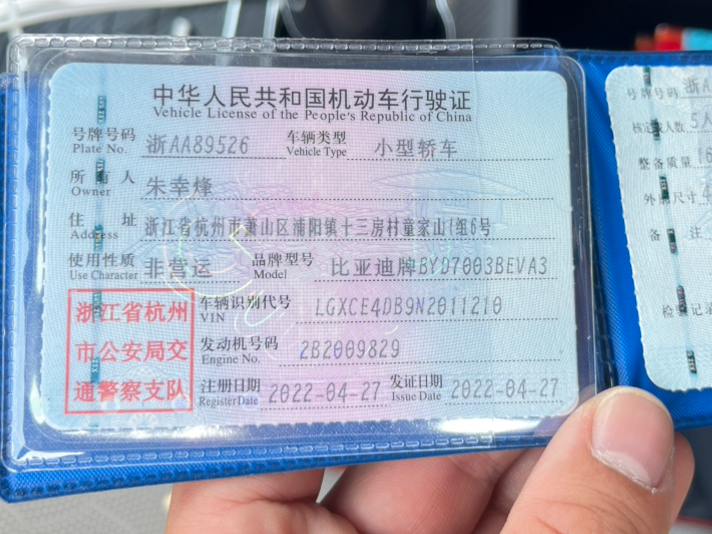 中华人民共和国机动车行驶证
Vehicle License of the People's Republic of China
号牌号码 浙AA89526 车辆类型 小型轿车
Plate No. Vehicle Type
所有人 朱幸烽
Owner
住址 浙江省杭州市萧山区浦阳镇十三房村童家山1组6号
Address
使用性质 非营运 品牌型号 比亚迪牌BYD7003BEVA3
Use Character Model
浙江省杭州
市公安局交
通警察支队
车辆识别代号 LGXCE4DB9N2011210
VIN
发动机号码 2B2009829
Engine No.
注册日期 2022-04-27 发证日期 2022-04-27
Register Date Issue Date
号牌号码 浙A
核定载人数 5人
整备质量 16
外廓尺寸 4
备注
检验记录